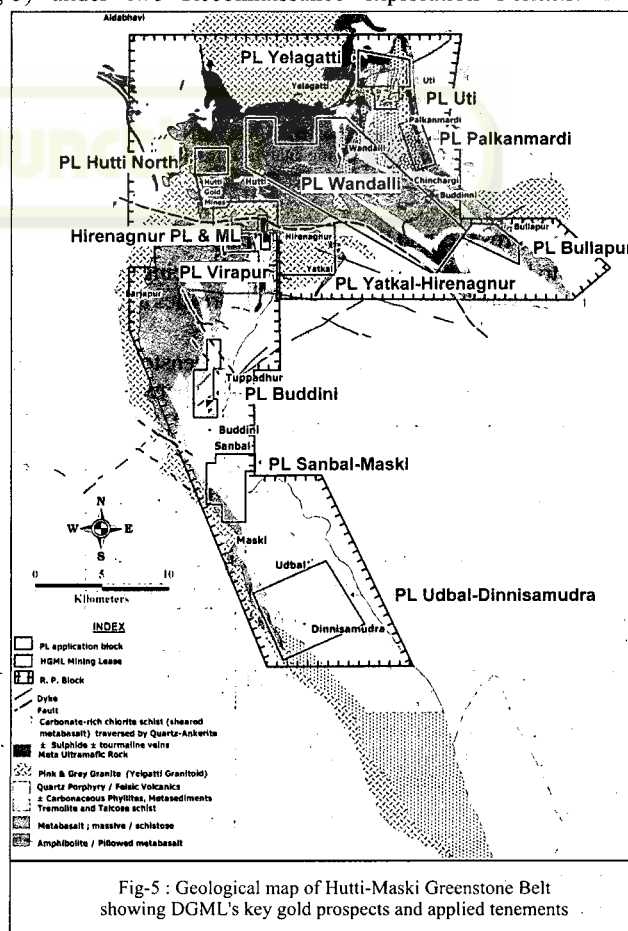 under two Reconnaissance Exploration
Aidabhavi
PL Yelagatti
Yelagatti
Uti
PL Uti
Palkanmardi
PL Palkanmardi
Wandalli
PL Hutti North
Hutti
Gold
Mines
Hutti
PL Wandalli
Chinchargi
Buddinni
Hirenagnur PL & ML
Hirenagnur
Bullapur
PL Bullapur
PL Virapur
Yatkal
PL Yatkal-Hirenagnur
Tuppadhur
PL Buddini
Buddini
Sanbal
PL Sanbal-Maski
N
W E
S
Maski
0 5 10
Kilometers
Udbal
PL Udbal-Dinnisamudra
Dinnisamudra
INDEX
PL application block
HGML Mining Lease
R. P. Block
Dyke
Fault
Carbonate-rich chlorite schist (sheared
metabasalt) traversed by Quartz-Ankerite
± Sulphide ± tourmaline veins
Meta Ultramafic Rock
Pink & Grey Granite (Yelpatti Granitoid)
Quartz Porphyry / Felsic Volcanics
± Carbonaceous Phyllites, Metasediments
Tremolite and Talcose schist
Metabasalt ; massive / schistose
Amphibolite / Pillowed metabasalt
Fig-5 : Geological map of Hutti-Maski Greenstone Belt
showing DGML's key gold prospects and applied tenements